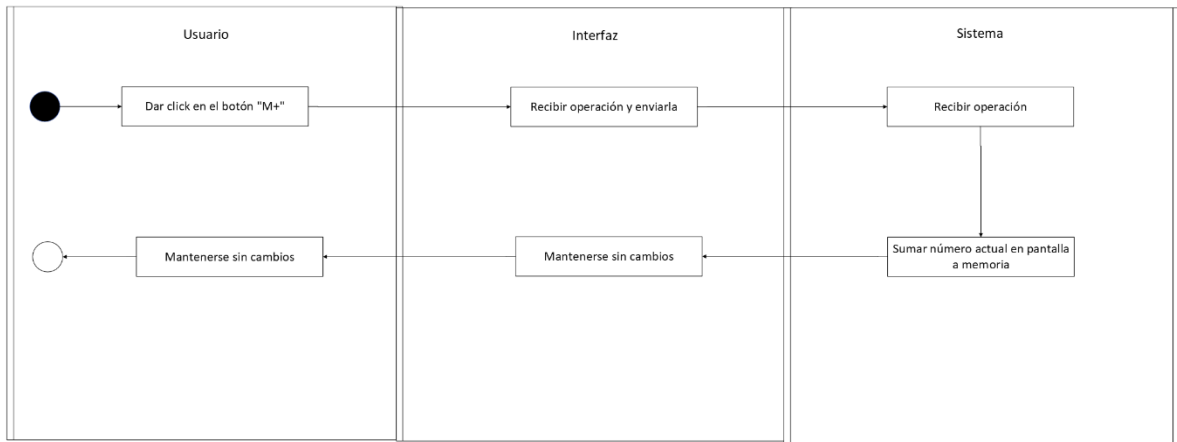 Usuario
Interfaz
Sistema
Dar click en el botón "M+"
Recibir operación y enviarla
Recibir operación
Mantenerse sin cambios
Mantenerse sin cambios
Sumar número actual en pantalla
a memoria